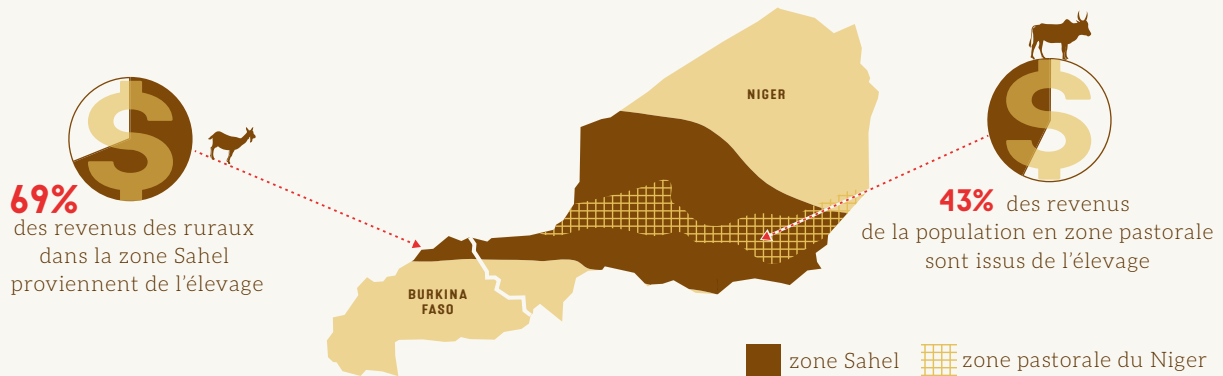 NIGER
69%
des revenus des ruraux
dans la zone Sahel
proviennent de l’élevage
43% des revenus
de la population en zone pastorale
sont issus de l’élevage
BURKINA
FASO
zone Sahel
zone pastorale du Niger